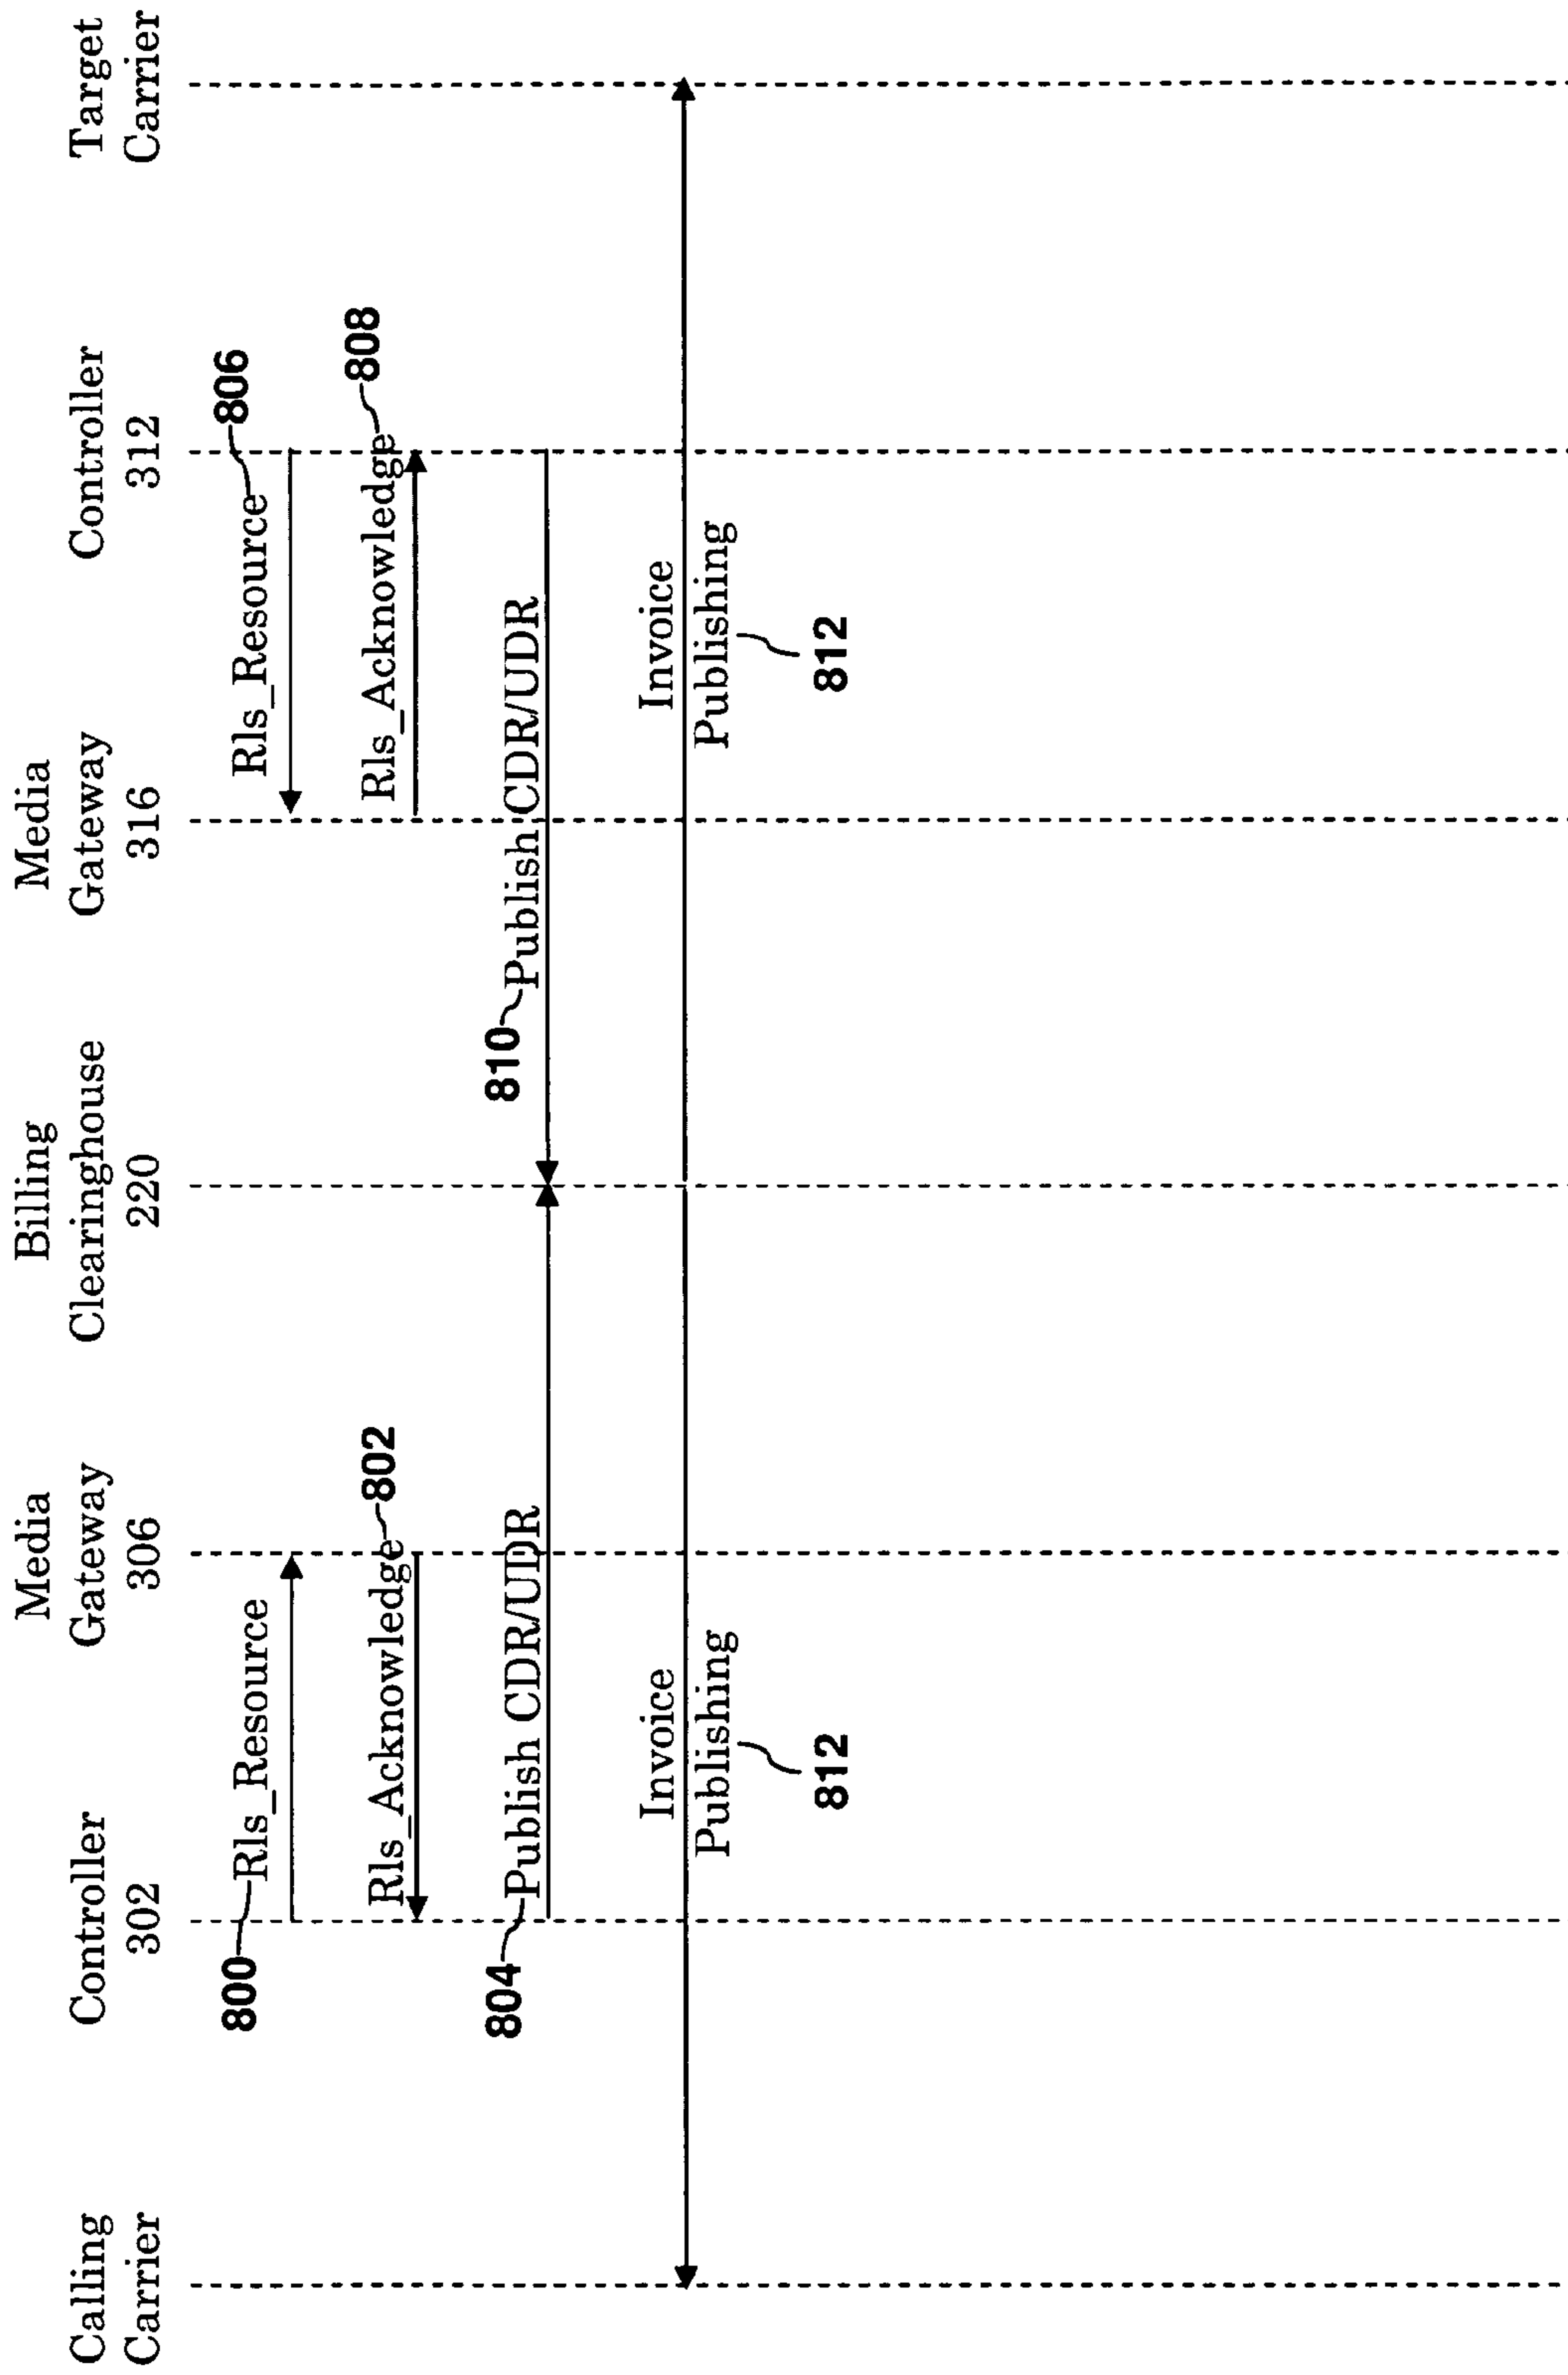 Calling
Carrier
Controller
302
Media
Gateway
306
Billing
Clearinghouse
220
Media
Gateway
316
Controller
312
Target
Carrier
800
Rls_Resource
Rls_Resource
806
Rls_Acknowledge
802
Rls_Acknowledge
808
804
Publish CDR/UDR
810
Publish CDR/UDR
Invoice
Publishing
812
Invoice
Publishing
812